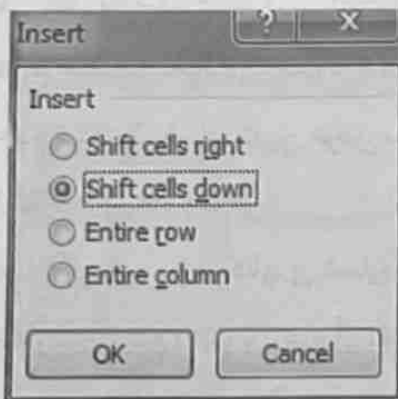 Insert
? X
Insert
Shift cells right
Shift cells down
Entire row
Entire column
OK Cancel